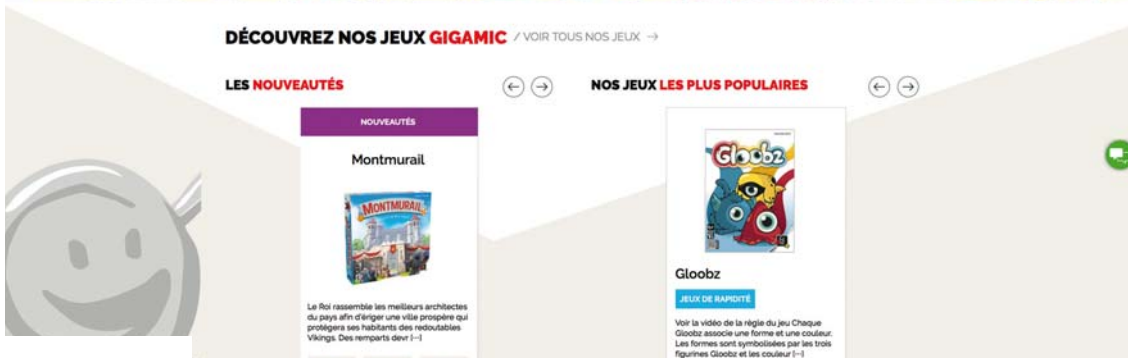 DÉCOUVREZ NOS JEUX GIGAMIC / VOIR TOUS NOS JEUX →
LES NOUVEAUTÉS
NOUVEAUTÉS
Montmurail
MONTMURAIL
Le Roi rassemble les meilleurs architectes
du pays afin d'ériger une ville prospère qui
protégera ses habitants des redoutables
Vikings. Des remparts devr [...]
NOS JEUX LES PLUS POPULAIRES
Gloobz
Gloobz
JEUX DE RAPIDITÉ
Voir la vidéo de la règle du jeu Chaque
Gloobz associe une forme et une couleur.
Les formes sont symbolisées par les trois
figurines Gloobz et les couleur [...]